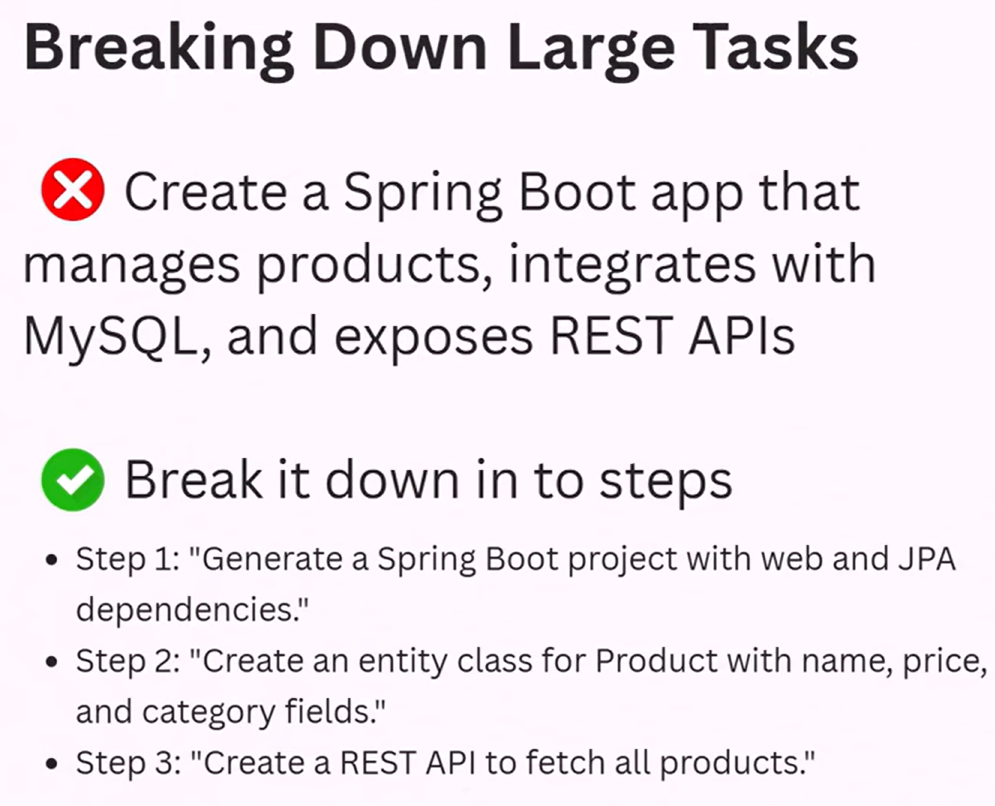 Breaking Down Large Tasks
Create a Spring Boot app that
manages products, integrates with
MySQL, and exposes REST APIs
Break it down in to steps
• Step 1: "Generate a Spring Boot project with web and JPA
dependencies."
• Step 2: "Create an entity class for Product with name, price,
and category fields."
• Step 3: "Create a REST API to fetch all products."